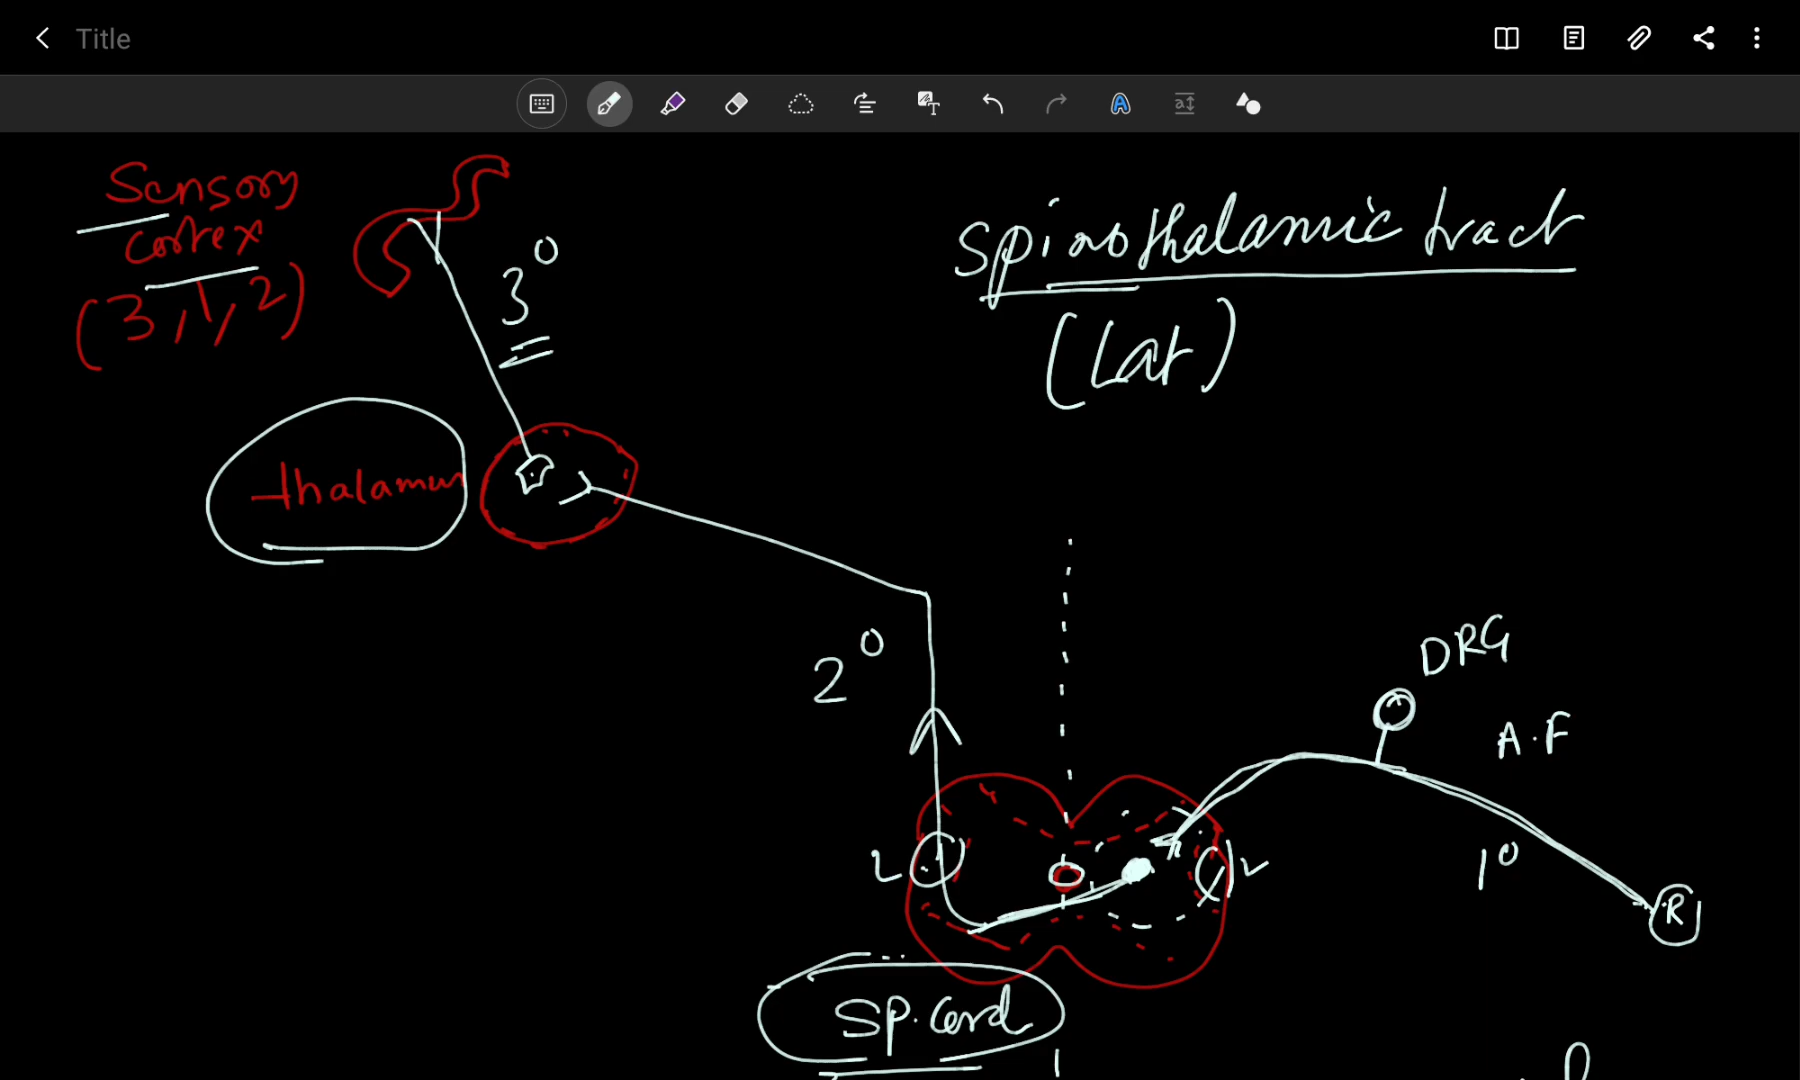 Title
Sensory
cortex
(3,1,2)
3°
Spinothalamic tract
(Lat)
thalamus
2°
DRG
A.F
1°
R
L
L
Sp. Cord